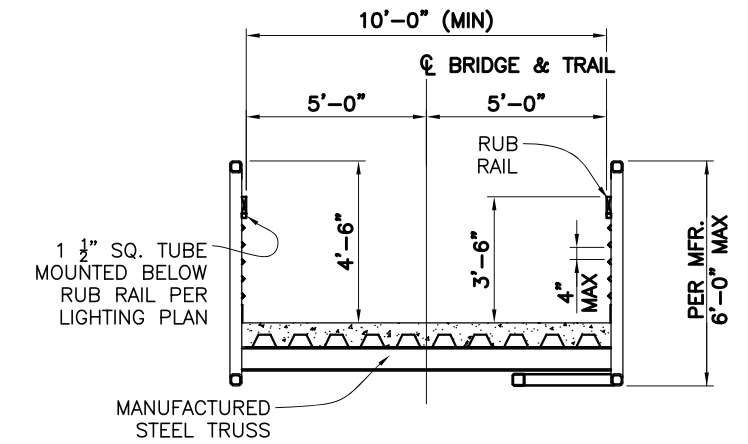 10'-0" (MIN)
℄ BRIDGE & TRAIL
5'-0"
5'-0"
RUB
RAIL
4'-6"
3'-6"
4"
MAX
PER MFR.
6'-0" MAX
1 ½" SQ. TUBE
MOUNTED BELOW
RUB RAIL PER
LIGHTING PLAN
MANUFACTURED
STEEL TRUSS